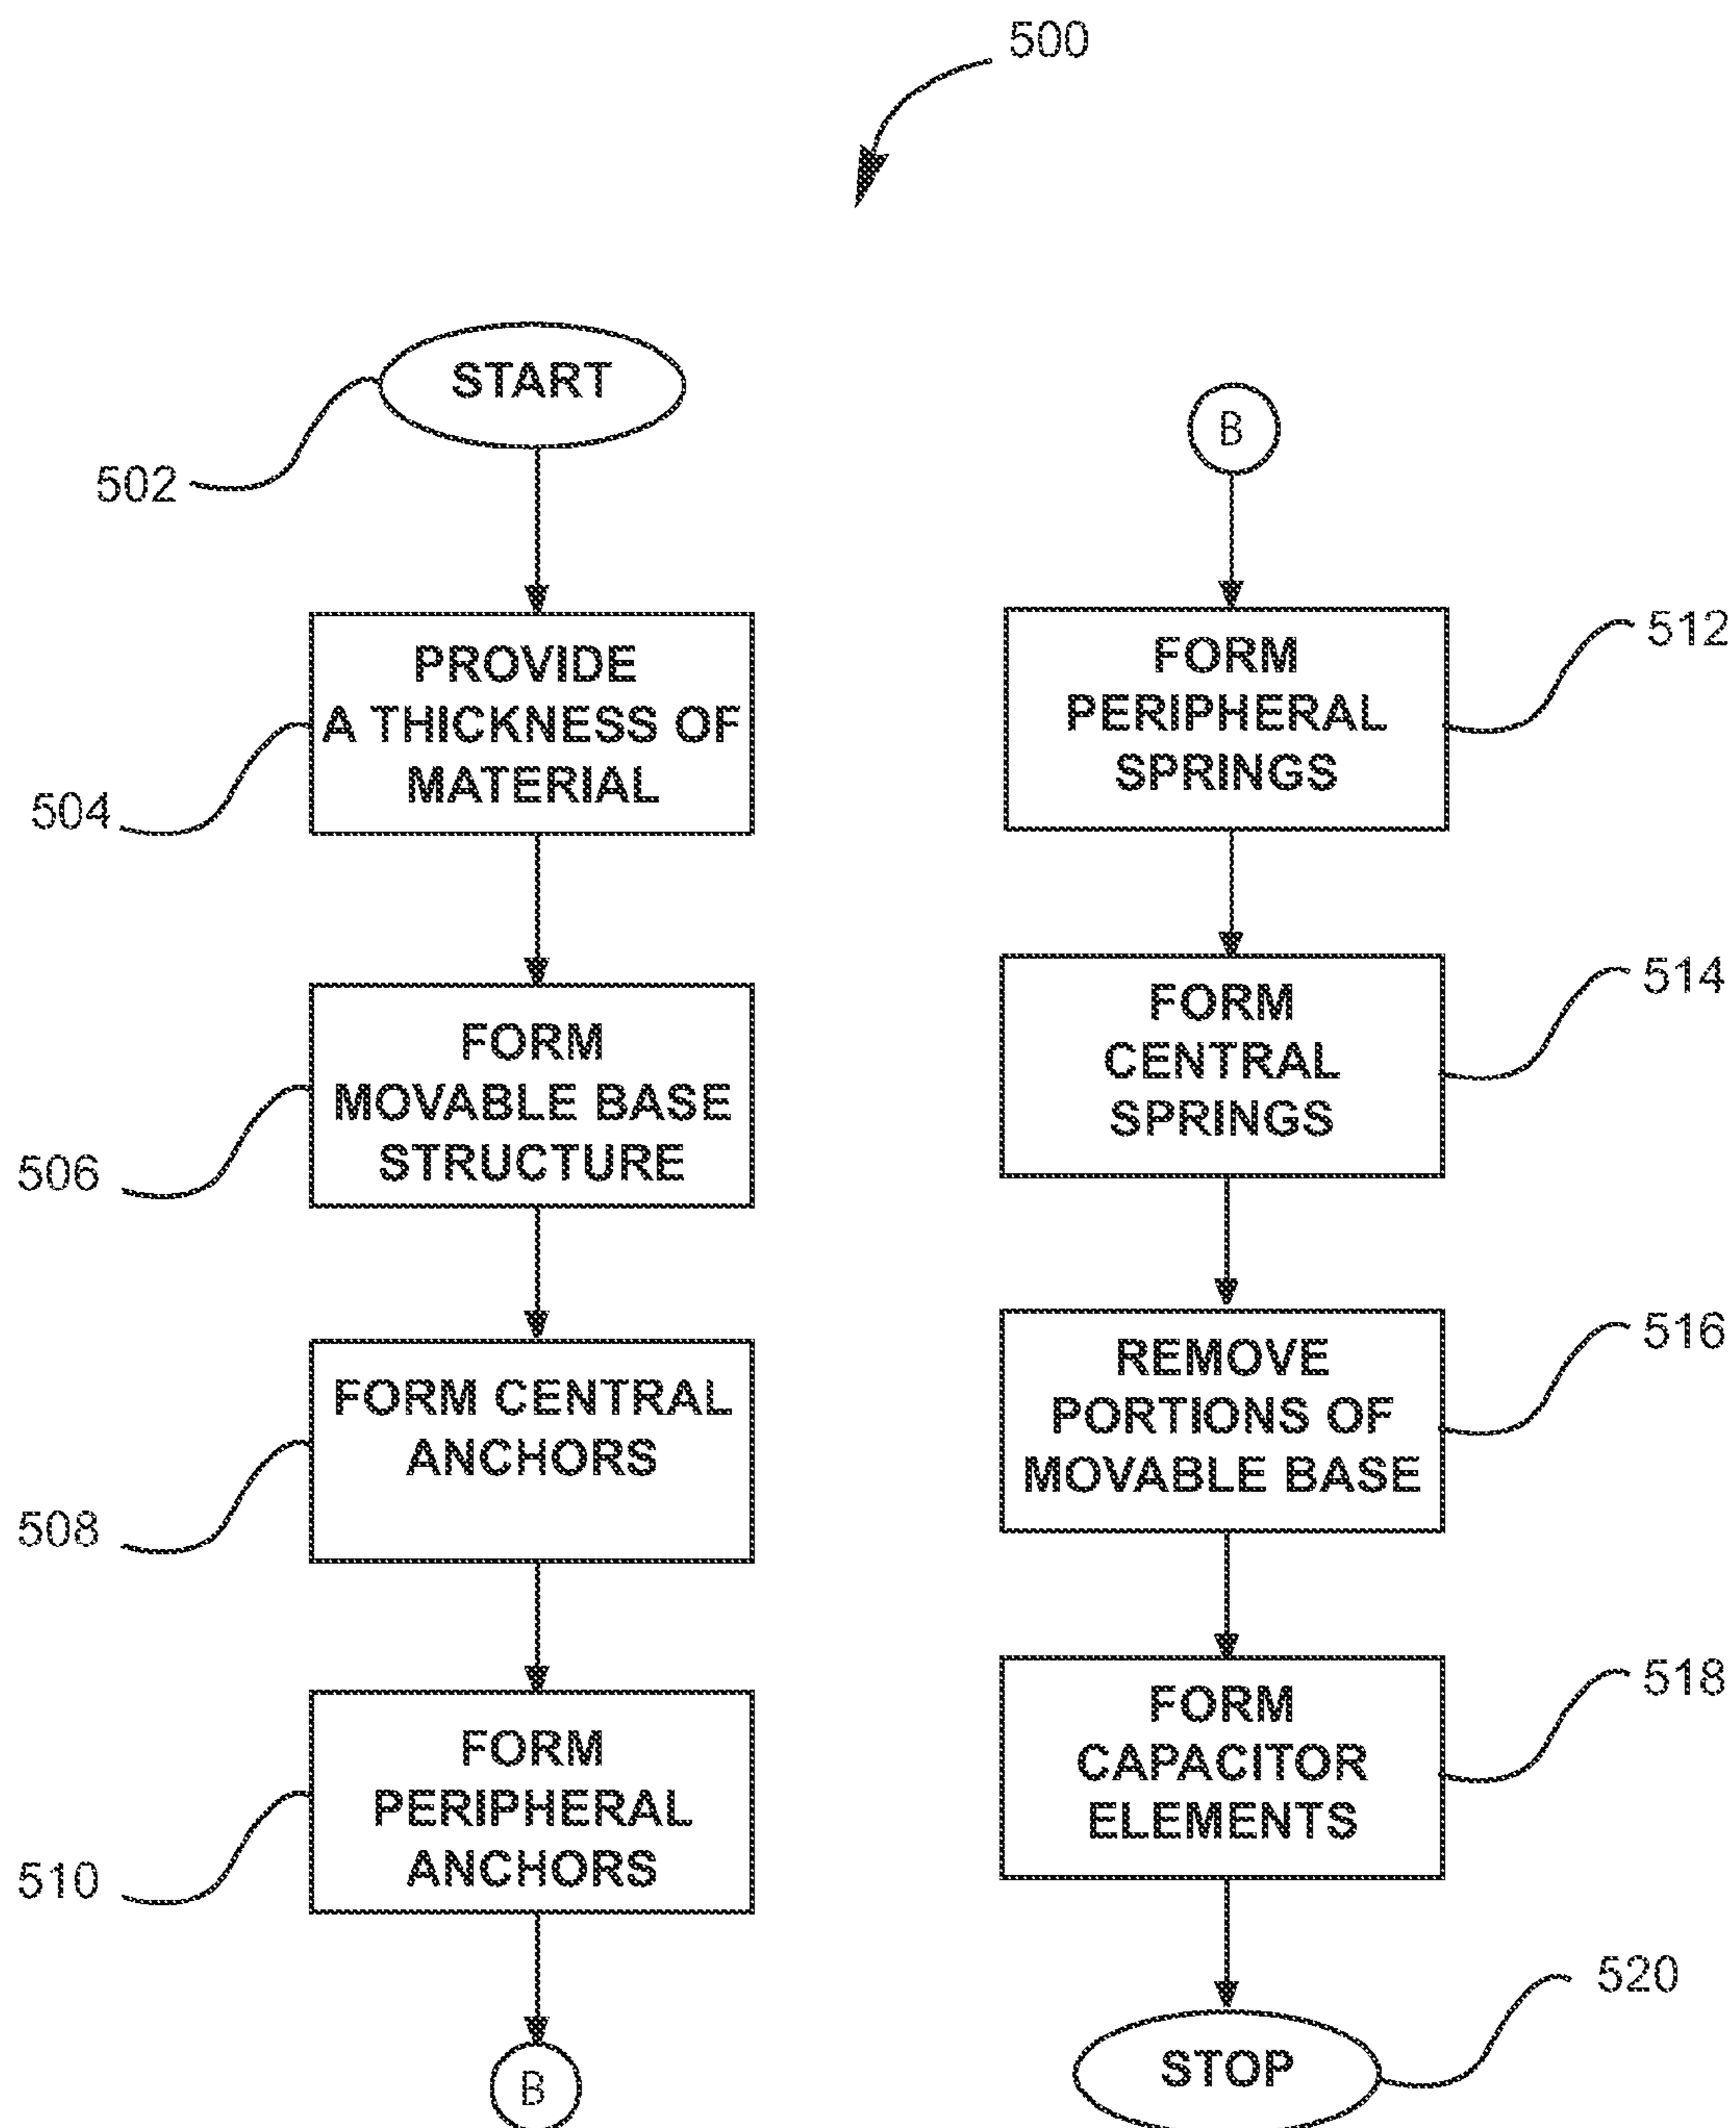 500
START
502
PROVIDE
A THICKNESS OF
MATERIAL
504
FORM
MOVABLE BASE
STRUCTURE
506
FORM CENTRAL
ANCHORS
508
FORM
PERIPHERAL
ANCHORS
510
B
B
FORM
PERIPHERAL
SPRINGS
512
FORM
CENTRAL
SPRINGS
514
REMOVE
PORTIONS OF
MOVABLE BASE
516
FORM
CAPACITOR
ELEMENTS
518
STOP
520